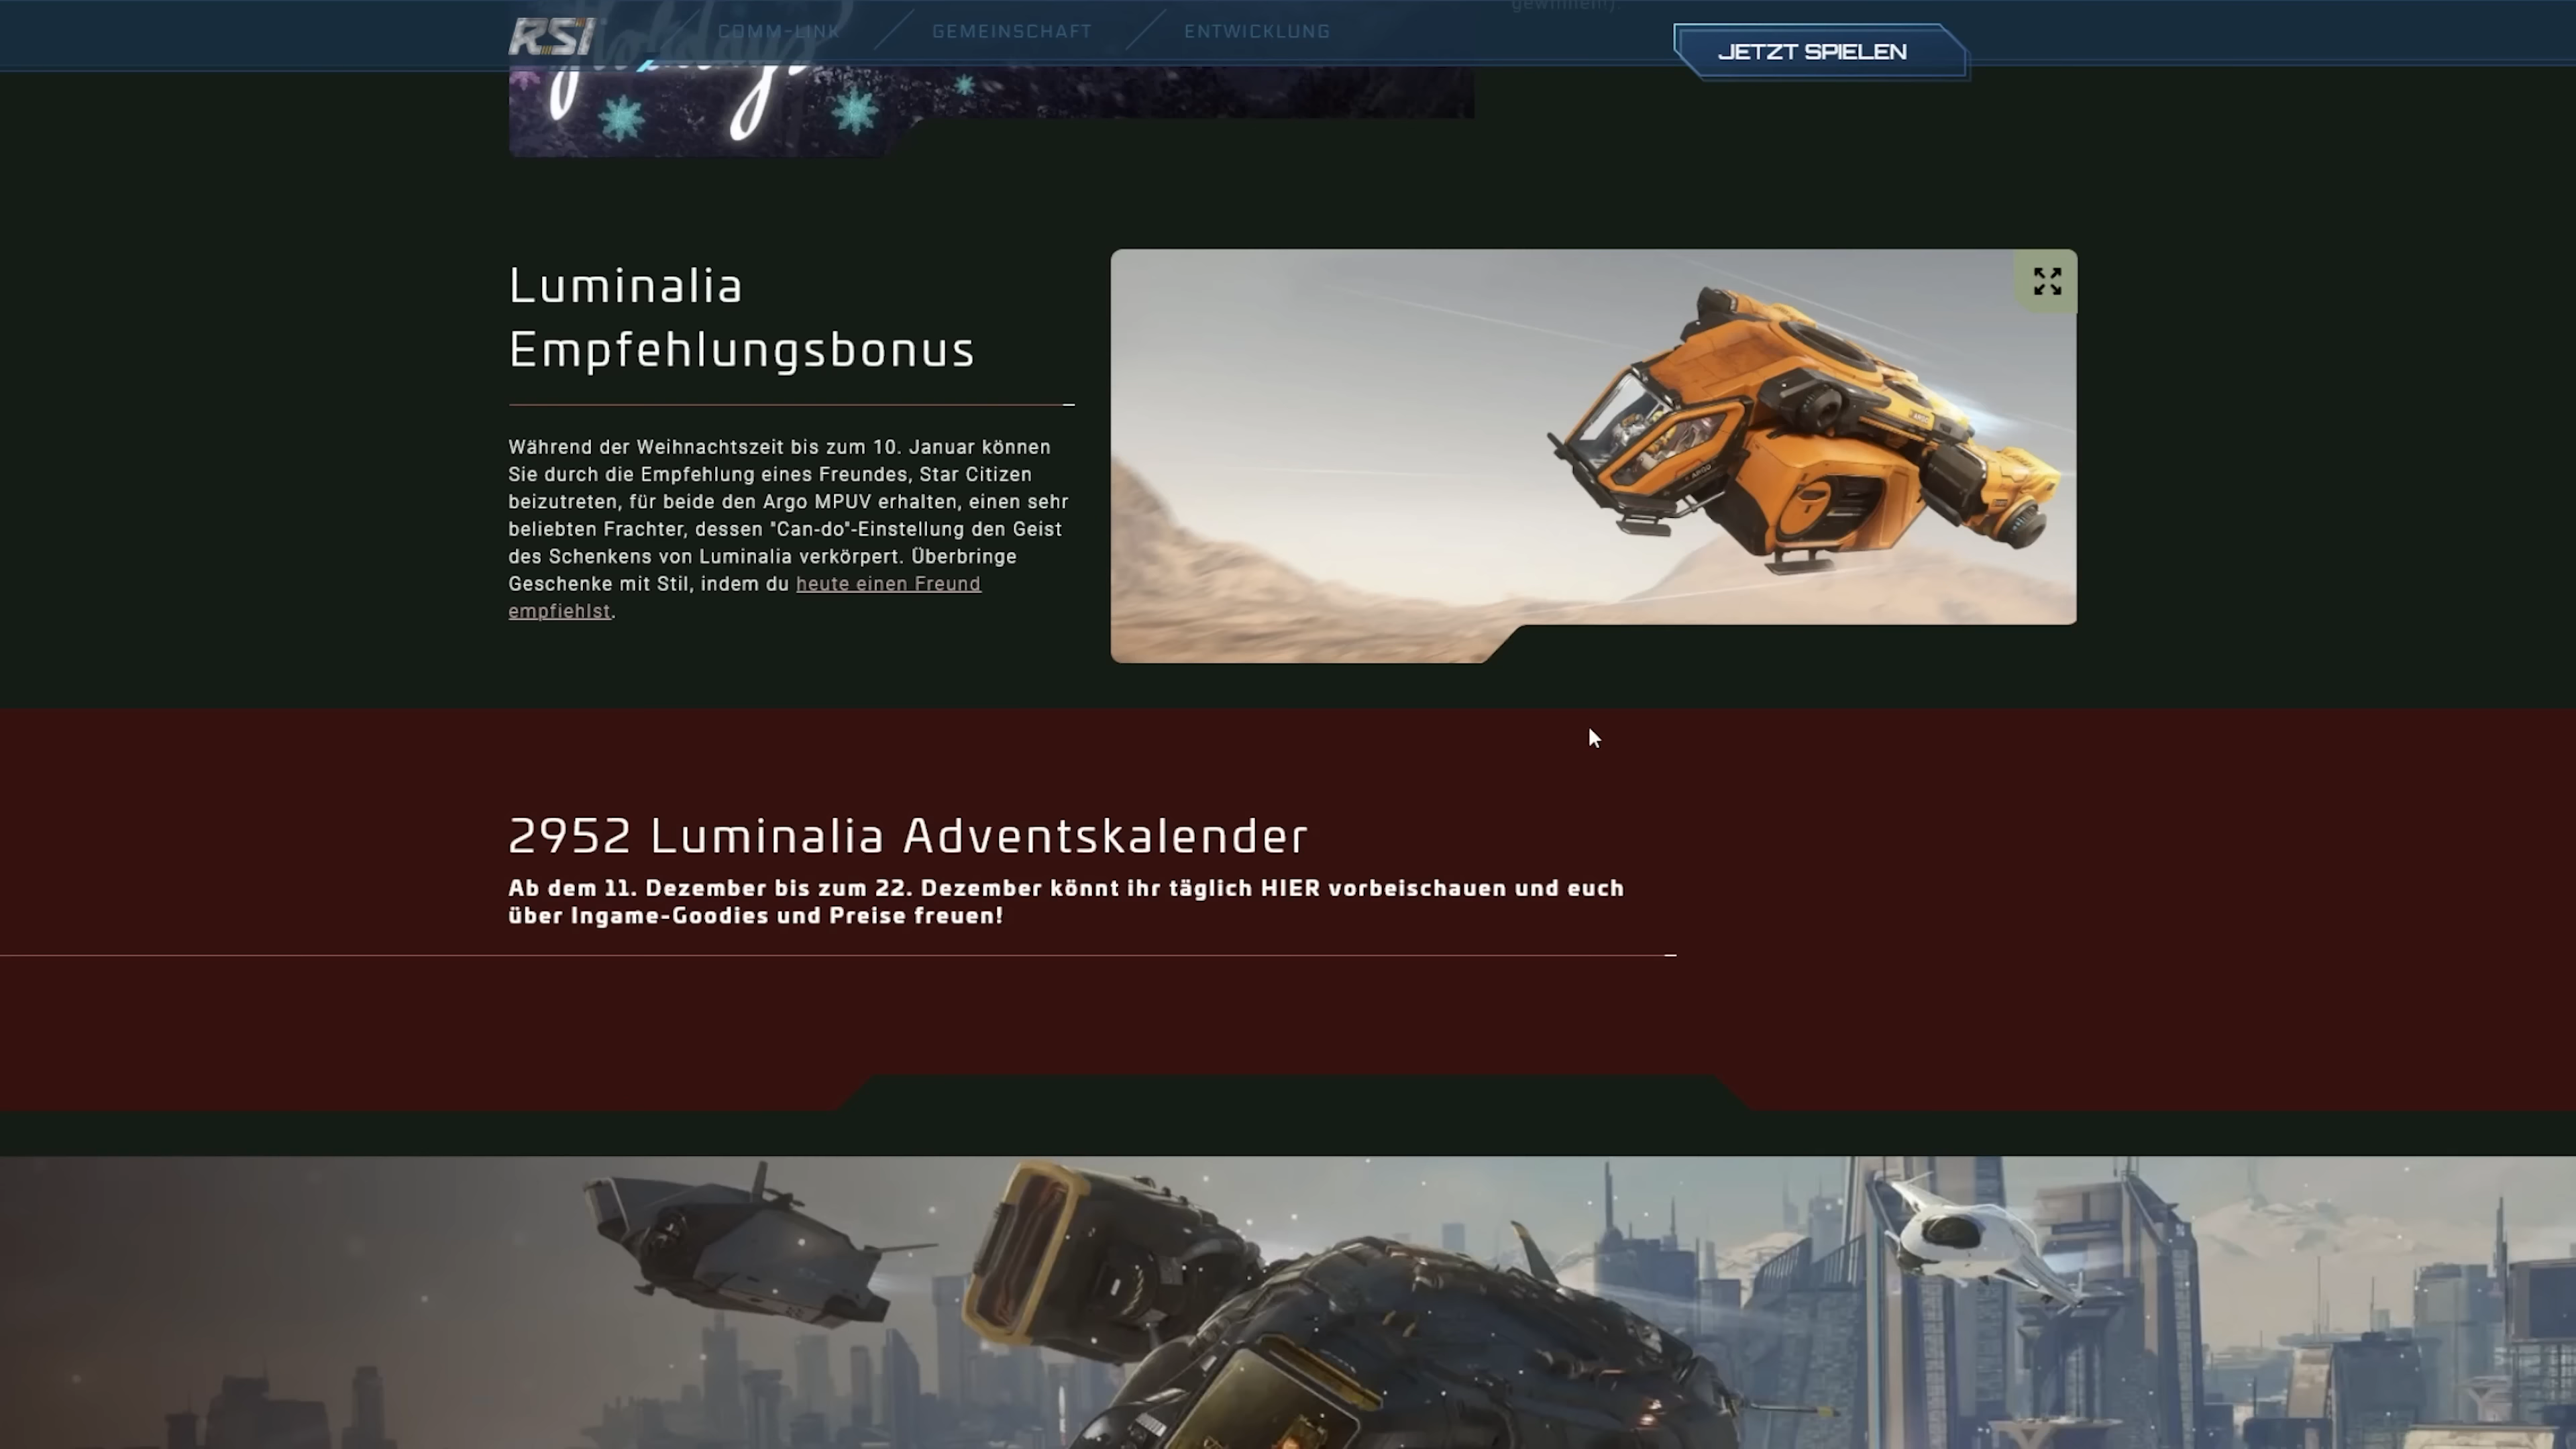 gewinnen!)
RSI
COMM-LINK
GEMEINSCHAFT
ENTWICKLUNG
JETZT SPIELEN
Holidays
Luminalia
Empfehlungsbonus
Während der Weihnachtszeit bis zum 10. Januar können
Sie durch die Empfehlung eines Freundes, Star Citizen
beizutreten, für beide den Argo MPUV erhalten, einen sehr
beliebten Frachter, dessen "Can-do"-Einstellung den Geist
des Schenkens von Luminalia verkörpert. Überbringe
Geschenke mit Stil, indem du heute einen Freund
empfiehlst.
ARGO
2952 Luminalia Adventskalender
Ab dem 11. Dezember bis zum 22. Dezember könnt ihr täglich HIER vorbeischauen und euch
über Ingame-Goodies und Preise freuen!